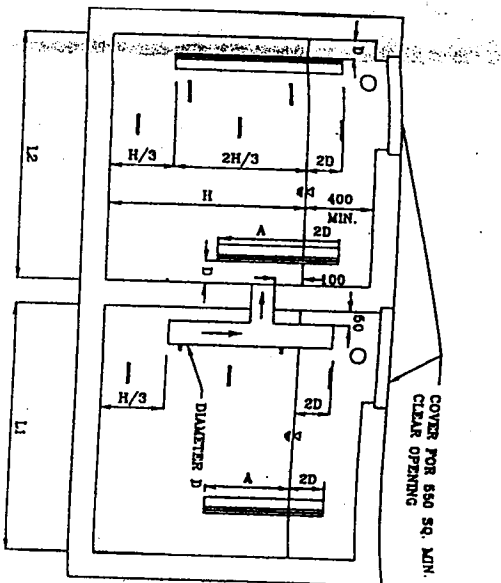 D
H/3
2H/3
2D
H
400
MIN.
A
2D
D
100
50
L2
H/3
2D
DIAMETER D
A
2D
L1
COVER FOR 550 SQ. MIN.
CLEAR OPENING